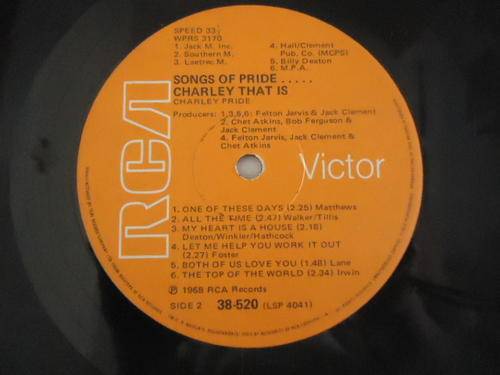 SPEED 33⅓
WPRS 3170
1. Jack M. Inc.
2. Southern M.
3. Laetrec M.
4. Hall/Clement
Pub. Co. (MCPS)
5. Billy Deaton
6. M.P.A.
SONGS OF PRIDE.....
CHARLEY THAT IS
CHARLEY PRIDE
Producers: 1,3,5,6: Felton Jarvis & Jack Clement
2. Chet Atkins, Bob Ferguson &
Jack Clement
4. Felton Jarvis, Jack Clement &
Chet Atkins
RCA
Victor
1. ONE OF THESE DAYS (2.25) Matthews
2. ALL THE TIME (2.47) Walker/Tillis
3. MY HEART IS A HOUSE (2.18)
Deaton/Winkler/Hathcock
4. LET ME HELP YOU WORK IT OUT
(2.27) Foster
5. BOTH OF US LOVE YOU (1.48) Lane
6. THE TOP OF THE WORLD (2.34) Irwin
℗ 1968 RCA Records
SIDE 2 38-520 (LSP 4041)